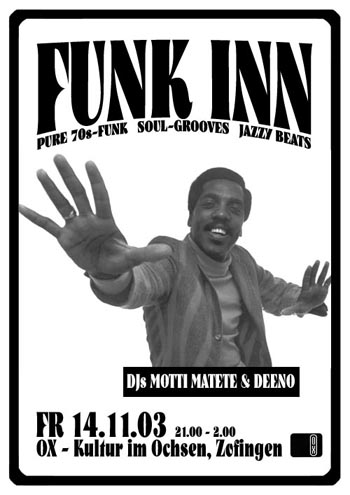 FUNK INN
PURE 70s-FUNK SOUL-GROOVES JAZZY BEATS
DJs MOTTI MATETE & DEENO
FR 14.11.03 21.00 - 2.00
OX - Kultur im Ochsen, Zofingen
OX